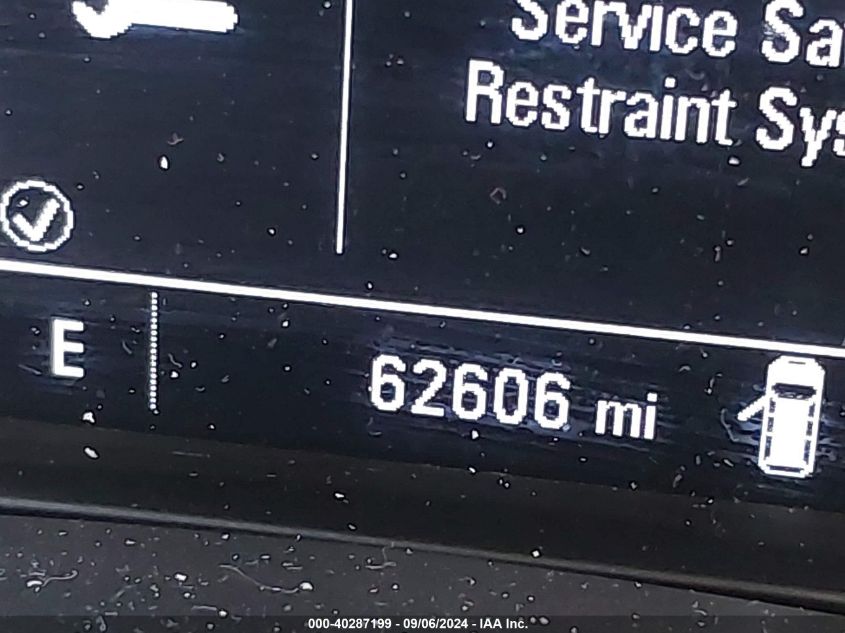 Service Sa
Restraint Sys
E
62606 mi
000-40287199 - 09/06/2024 - IAA Inc.